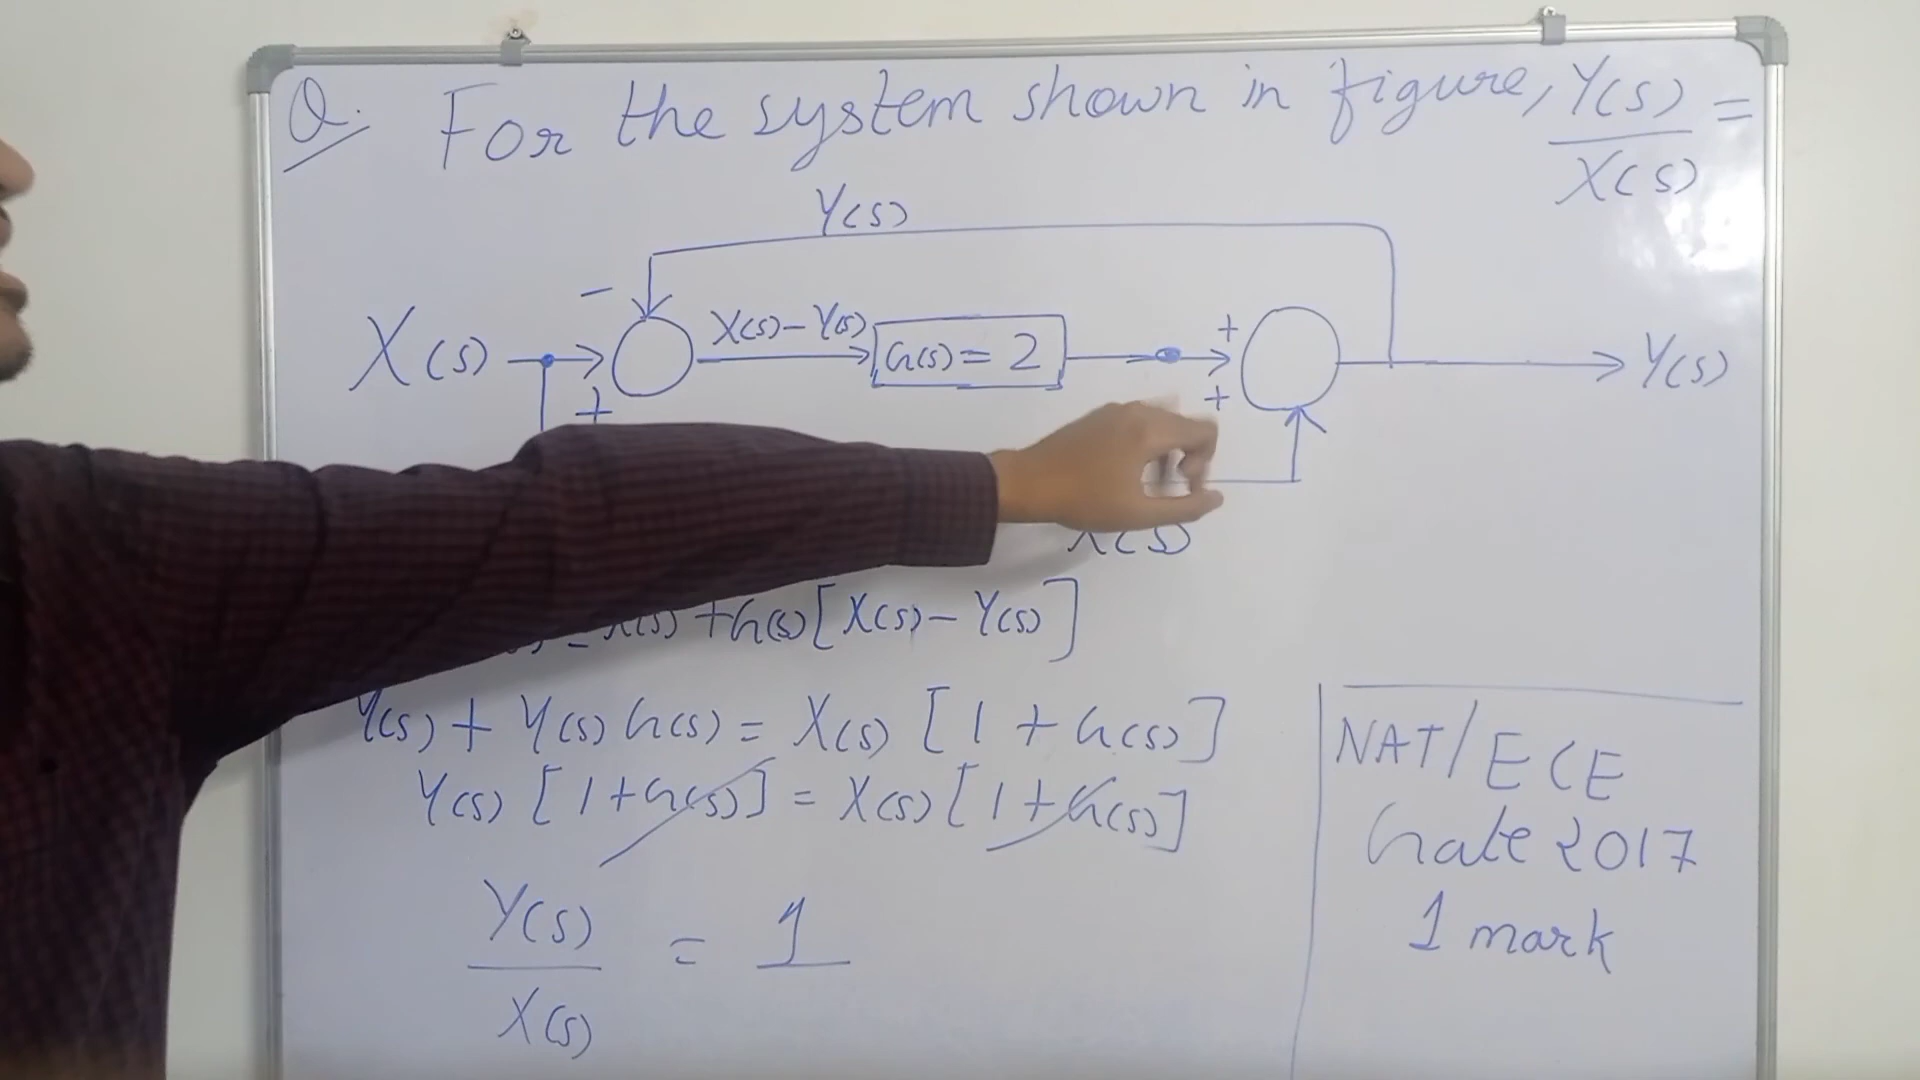 Q. For the system shown in figure, Y(s)/X(s) =
Y(s)
X(s) - + X(s)-Y(s) G(s)=2 + + Y(s)
X(s)
X(s) + G(s)[X(s)-Y(s)]
Y(s) + Y(s)G(s) = X(s)[1+G(s)]
Y(s)[1+G(s)] = X(s)[1+G(s)]
Y(s)/X(s) = 1
NAT/ECE
Gate 2017
1 mark